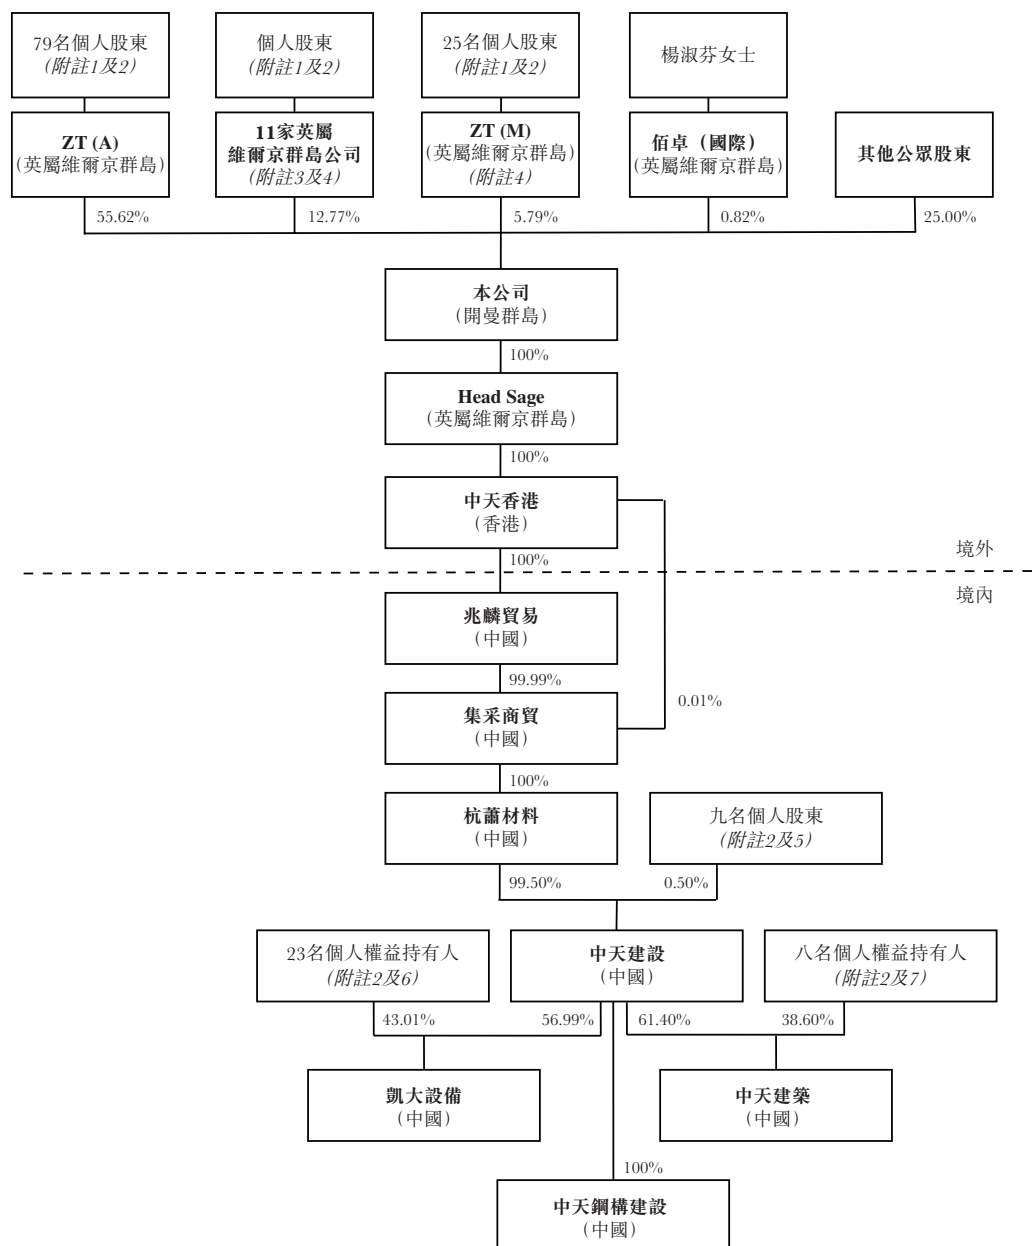 79名個人股東
(附註1及2)
個人股東
(附註1及2)
25名個人股東
(附註1及2)
楊淑芬女士
ZT (A)
(英屬維爾京群島)
11家英屬
維爾京群島公司
(附註3及4)
ZT (M)
(英屬維爾京群島)
(附註4)
佰卓（國際）
(英屬維爾京群島)
其他公眾股東
55.62%
12.77%
5.79%
0.82%
25.00%
本公司
(開曼群島)
100%
Head Sage
(英屬維爾京群島)
100%
中天香港
(香港)
100%
境外
境內
兆麟貿易
(中國)
99.99%
0.01%
集采商貿
(中國)
100%
杭蕭材料
(中國)
九名個人股東
(附註2及5)
99.50%
0.50%
23名個人權益持有人
(附註2及6)
中天建設
(中國)
八名個人權益持有人
(附註2及7)
43.01%
56.99%
61.40%
38.60%
凱大設備
(中國)
中天建築
(中國)
100%
中天鋼構建設
(中國)